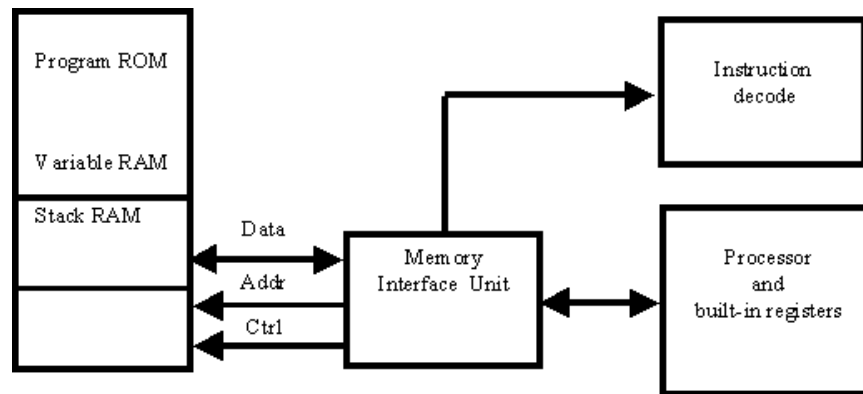 Program ROM
Variable RAM
Stack RAM
Data
Addr
Ctrl
Memory
Interface Unit
Instruction
decode
Processor
and
built-in registers